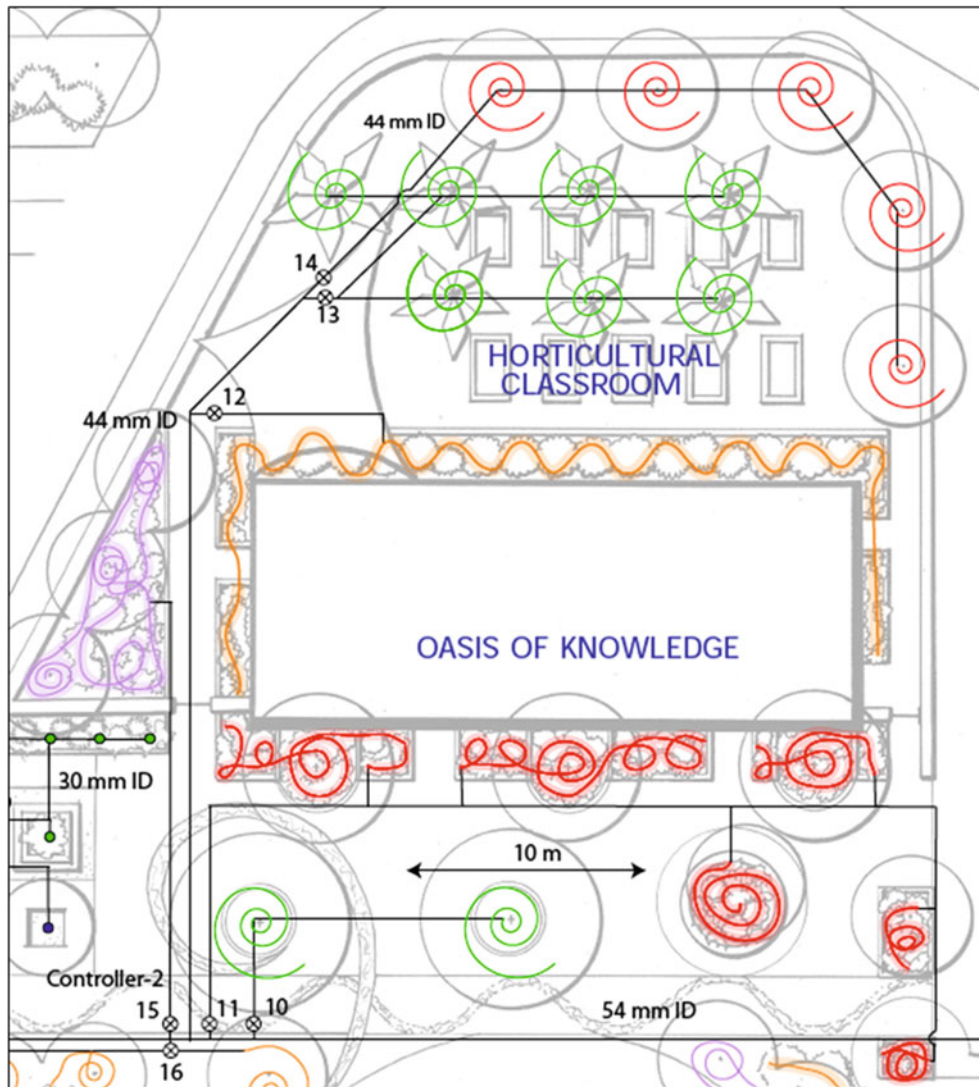 44 mm ID
14
13
HORTICULTURAL
CLASSROOM
12
44 mm ID
OASIS OF KNOWLEDGE
30 mm ID
10 m
Controller-2
15
11
10
54 mm ID
16